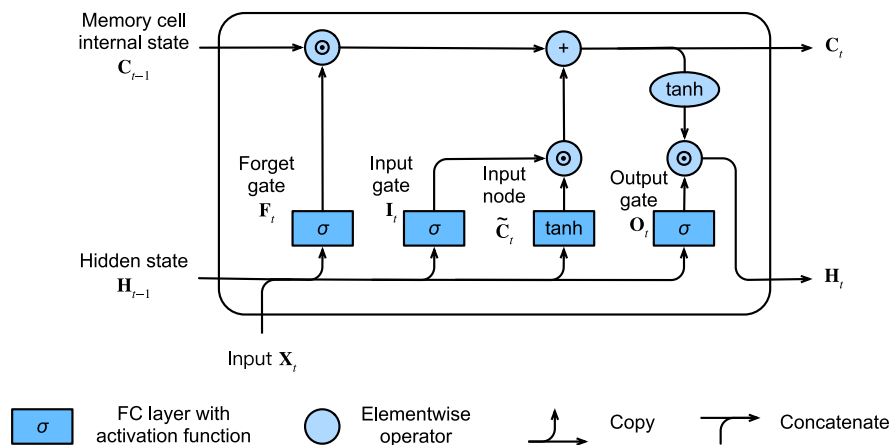 Memory cell
internal state
C_{t−1}
C_t
+
tanh
Forget
gate
F_t
Input
gate
I_t
Input
node
C̃_t
Output
gate
O_t
σ
σ
tanh
σ
Hidden state
H_{t−1}
H_t
Input X_t
σ
FC layer with
activation function
Elementwise
operator
Copy
Concatenate